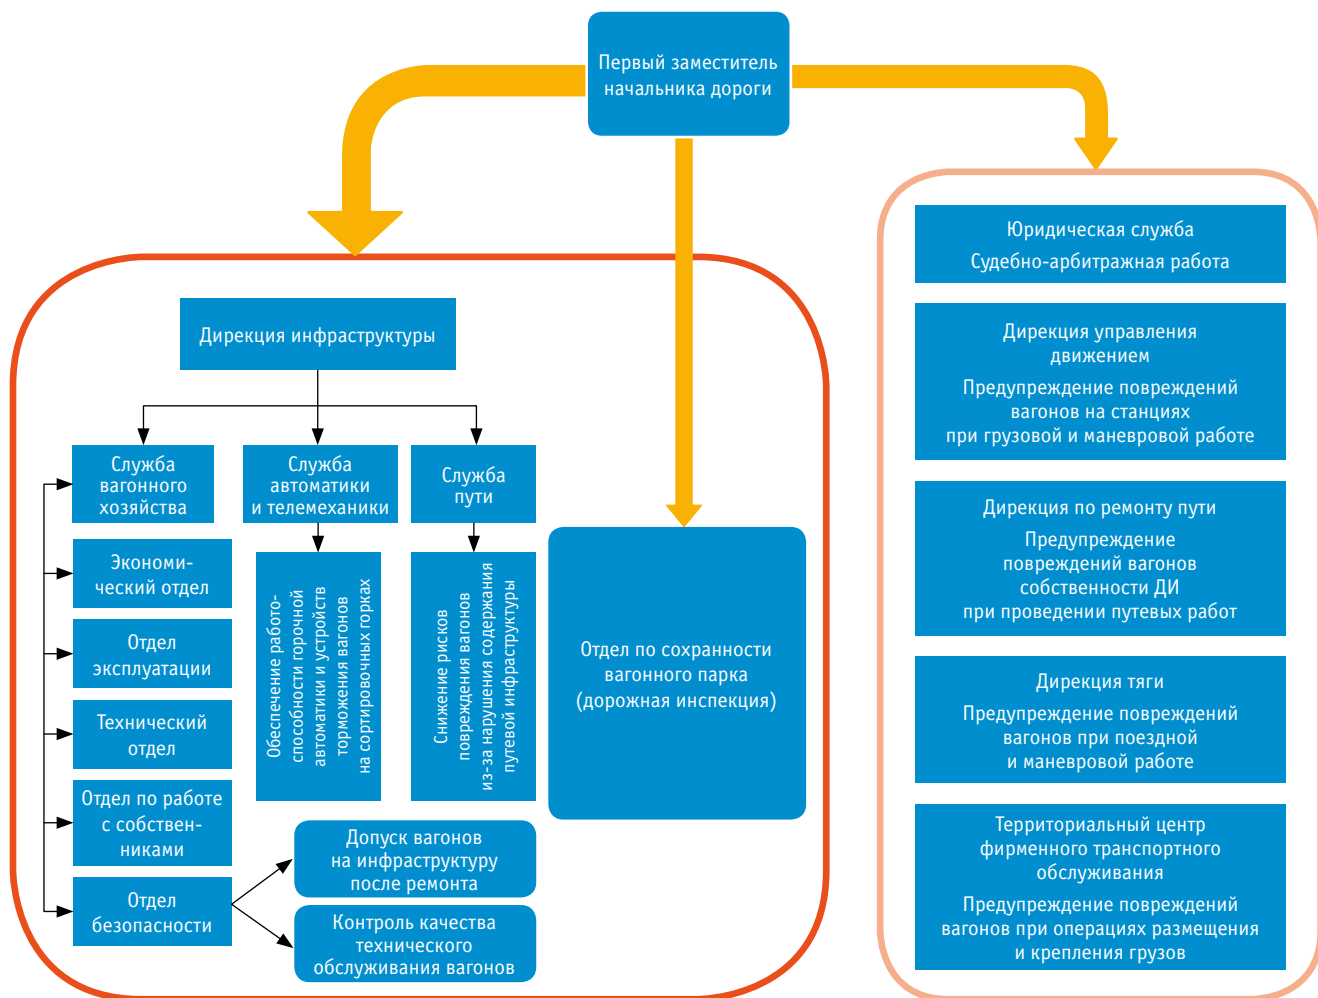 Первый заместитель
начальника дороги
Дирекция инфраструктуры
Служба
вагонного
хозяйства
Служба
автоматики
и телемеханики
Служба
пути
Экономи-
ческий отдел
Отдел
эксплуатации
Технический
отдел
Отдел по работе
с собствен-
никами
Отдел
безопасности
Обеспечение работо-
способности горочной
автоматики и устройств
торможения вагонов
на сортировочных горках
Снижение рисков
повреждения вагонов
из-за нарушения содержания
путевой инфраструктуры
Допуск вагонов
на инфраструктуру
после ремонта
Контроль качества
технического
обслуживания вагонов
Отдел по сохранности
вагонного парка
(дорожная инспекция)
Юридическая служба
Судебно-арбитражная работа
Дирекция управления
движением
Предупреждение повреждений
вагонов на станциях
при грузовой и маневровой работе
Дирекция по ремонту пути
Предупреждение
повреждений вагонов
собственности ДИ
при проведении путевых работ
Дирекция тяги
Предупреждение повреждений
вагонов при поездной
и маневровой работе
Территориальный центр
фирменного транспортного
обслуживания
Предупреждение повреждений
вагонов при операциях размещения
и крепления грузов